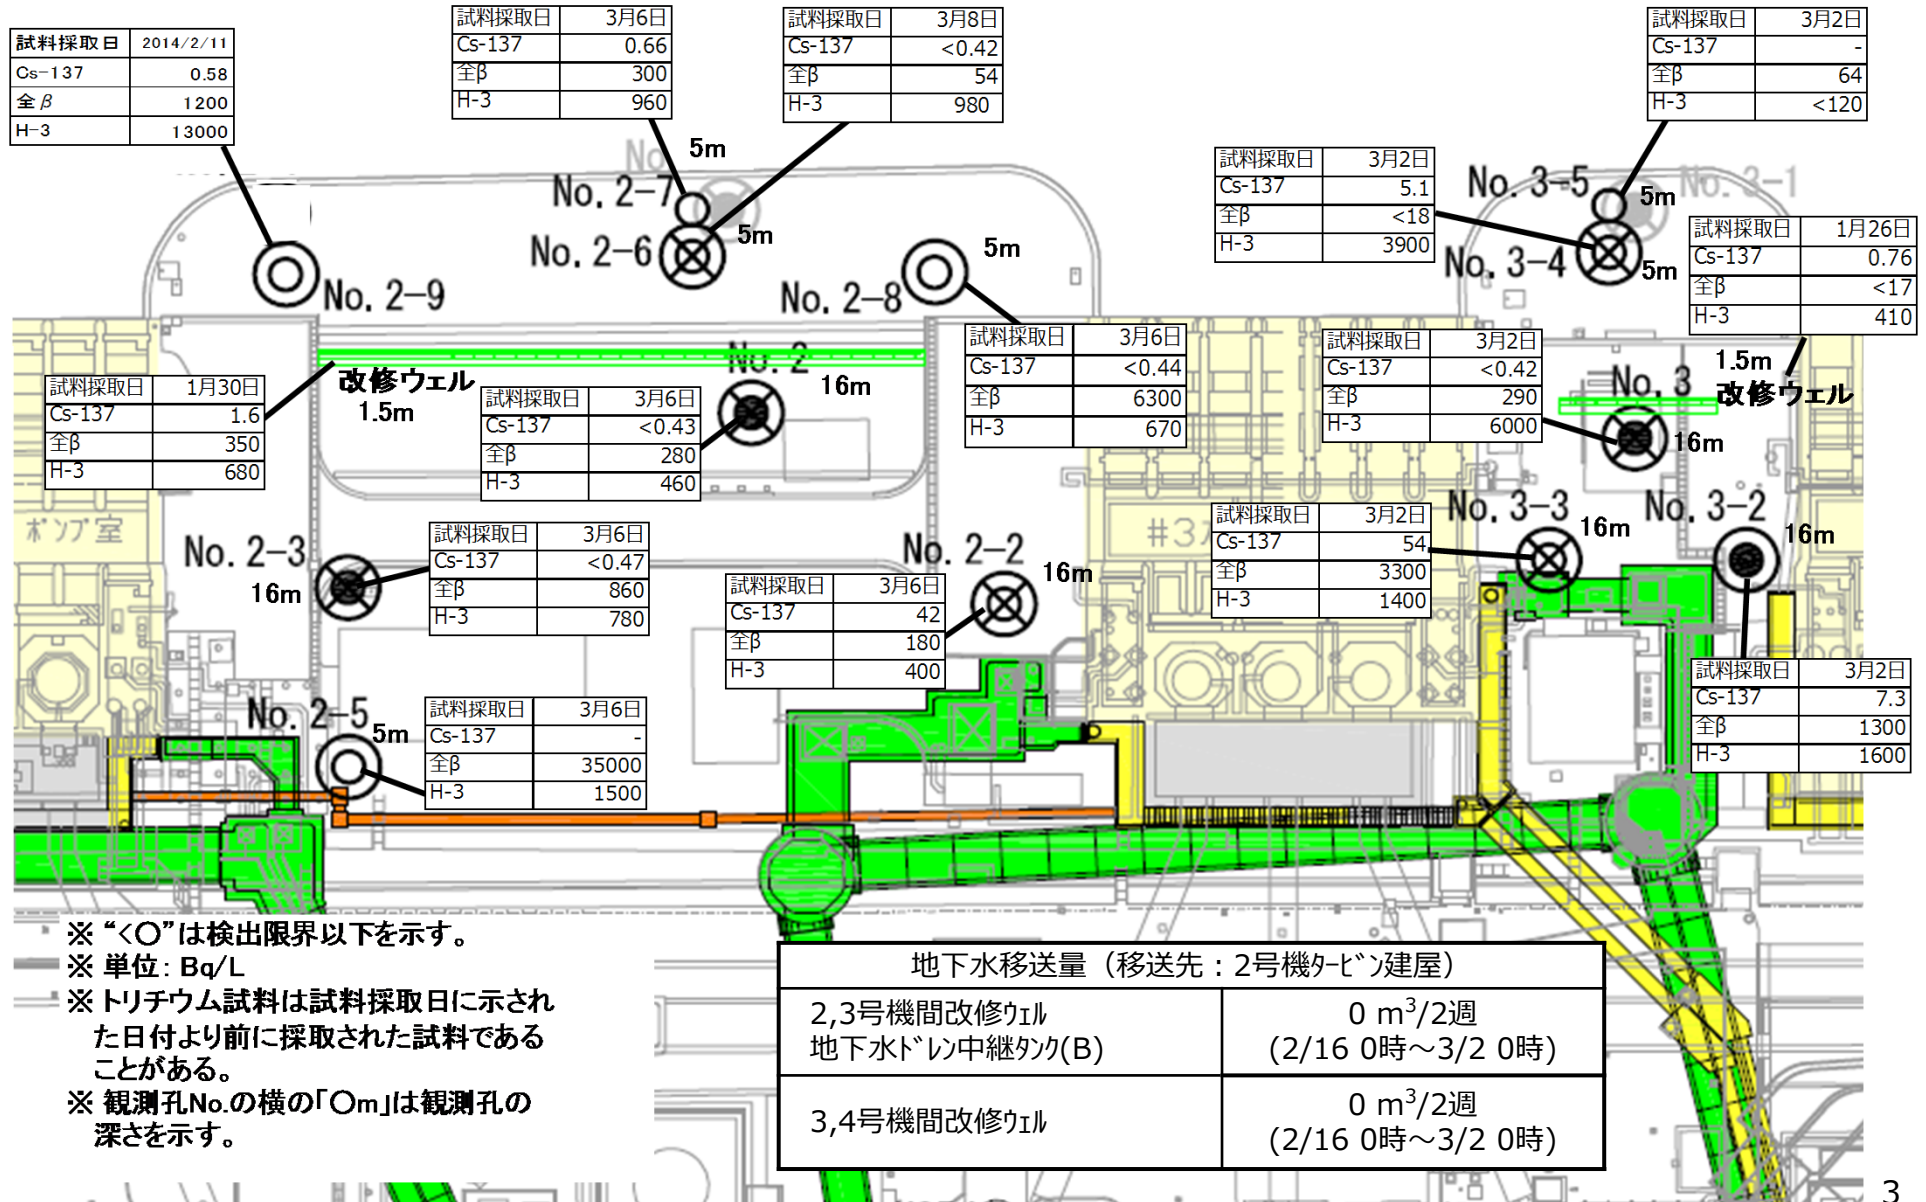 試料採取日 2014/2/11
Cs-137 0.58
全β 1200
H-3 13000
試料採取日 3月6日
Cs-137 0.66
全β 300
H-3 960
試料採取日 3月8日
Cs-137 <0.42
全β 54
H-3 980
試料採取日 3月2日
Cs-137 -
全β 64
H-3 <120
試料採取日 3月2日
Cs-137 5.1
全β <18
H-3 3900
試料採取日 1月26日
Cs-137 0.76
全β <17
H-3 410
No
5m
No. 2-7
5m
No. 2-6
No. 2-9
5m
No. 2-8
No. 3-5
5m
No. 3-1
No. 3-4
5m
試料採取日 1月30日
Cs-137 1.6
全β 350
H-3 680
改修ウェル
1.5m
No. 2
16m
試料採取日 3月6日
Cs-137 <0.43
全β 280
H-3 460
試料採取日 3月6日
Cs-137 <0.44
全β 6300
H-3 670
試料採取日 3月2日
Cs-137 <0.42
全β 290
H-3 6000
No. 3
16m
1.5m
改修ウェル
ポンプ室
No. 2-3
16m
試料採取日 3月6日
Cs-137 <0.47
全β 860
H-3 780
No. 2-2
16m
試料採取日 3月6日
Cs-137 42
全β 180
H-3 400
#3
試料採取日 3月2日
Cs-137 54
全β 3300
H-3 1400
No. 3-3
16m
No. 3-2
16m
試料採取日 3月2日
Cs-137 7.3
全β 1300
H-3 1600
No. 2-5
5m
試料採取日 3月6日
Cs-137 -
全β 35000
H-3 1500
※ “<○”は検出限界以下を示す。
※ 単位: Bq/L
※ トリチウム試料は試料採取日に示され
た日付より前に採取された試料である
ことがある。
※ 観測孔No.の横の「○m」は観測孔の
深さを示す。
地下水移送量（移送先：2号機ﾀｰﾋﾞﾝ建屋）
2,3号機間改修ｳｪﾙ
地下水ﾄﾞﾚﾝ中継ﾀﾝｸ(B)
0 m³/2週
(2/16 0時～3/2 0時)
3,4号機間改修ｳｪﾙ
0 m³/2週
(2/16 0時～3/2 0時)
3